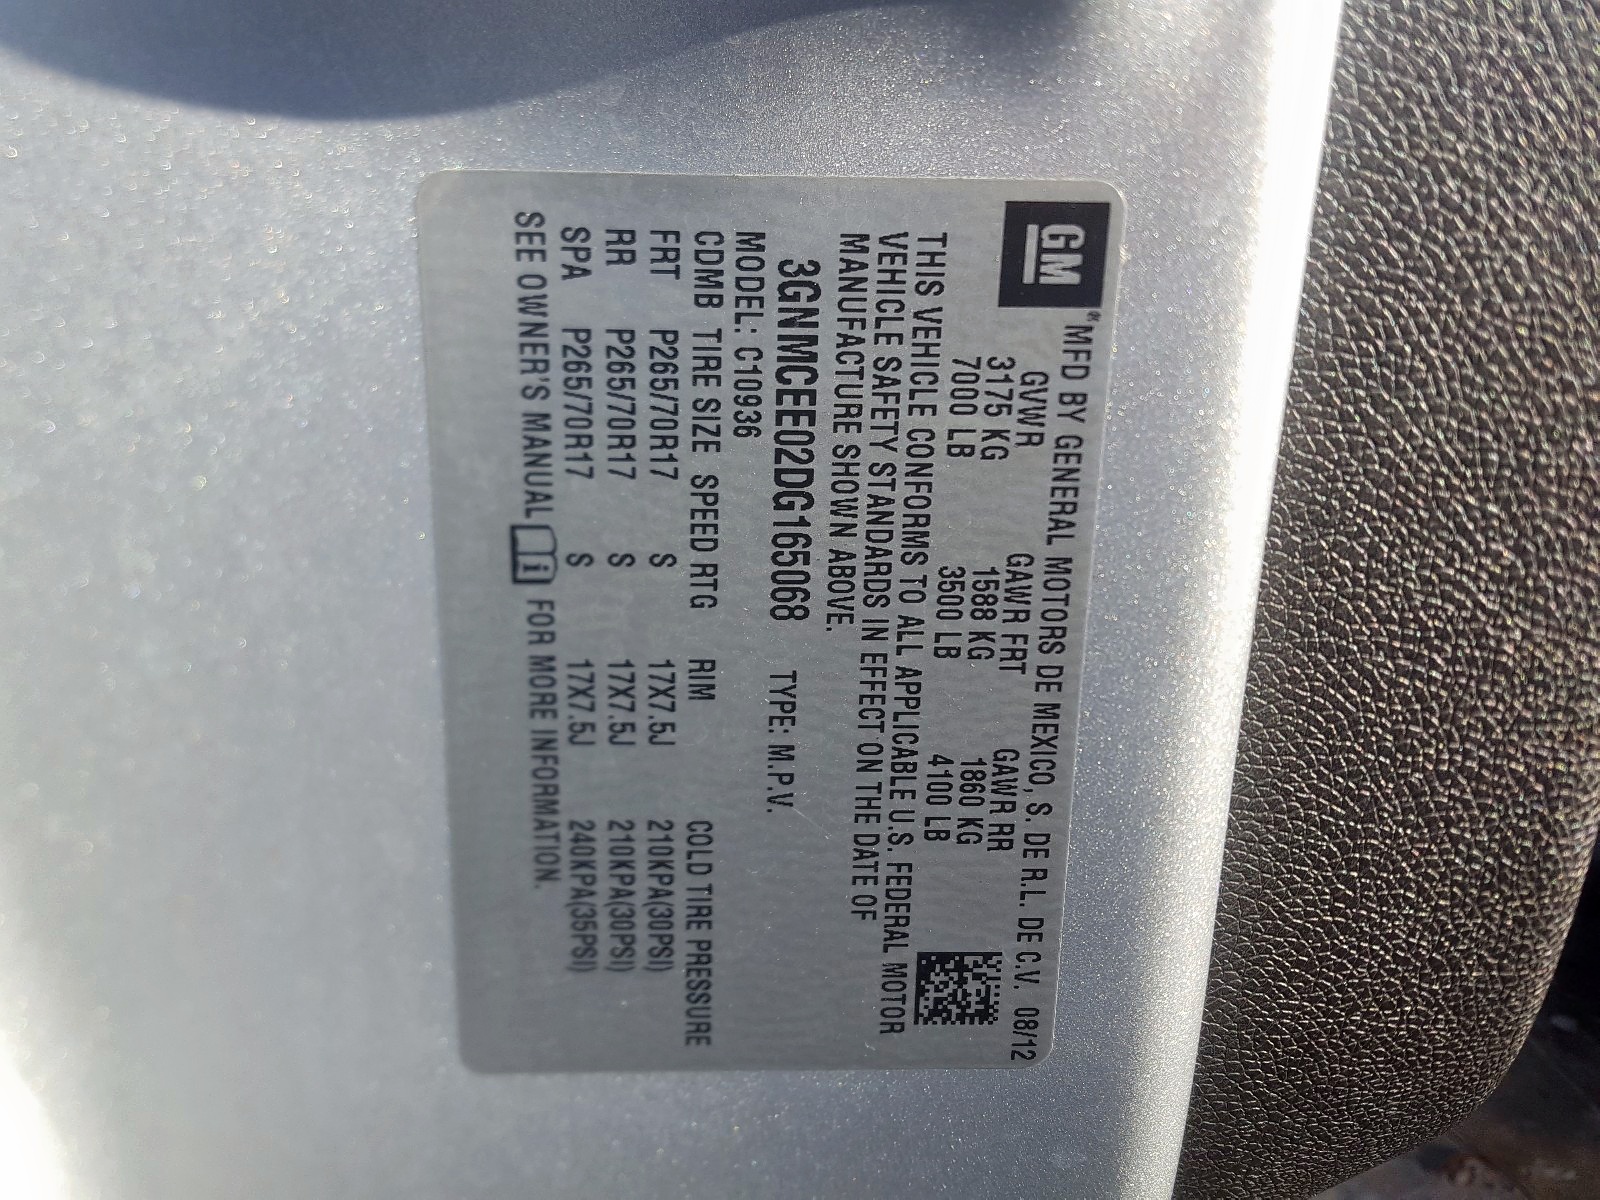 GM
MFD BY GENERAL MOTORS DE MEXICO, S. DE R.L. DE C.V. 08/12
GVWR GAWR FRT GAWR RR
3175 KG 1588 KG 1860 KG
7000 LB 3500 LB 4100 LB
THIS VEHICLE CONFORMS TO ALL APPLICABLE U.S. FEDERAL MOTOR
VEHICLE SAFETY STANDARDS IN EFFECT ON THE DATE OF
MANUFACTURE SHOWN ABOVE.
3GNMCEE02DG165068 TYPE: M.P.V.
MODEL: C10936
CDMB TIRE SIZE SPEED RTG RIM COLD TIRE PRESSURE
FRT P265/70R17 S 17X7.5J 210KPA(30PSI)
RR P265/70R17 S 17X7.5J 210KPA(30PSI)
SPA P265/70R17 S 17X7.5J 240KPA(35PSI)
SEE OWNER'S MANUAL i FOR MORE INFORMATION.